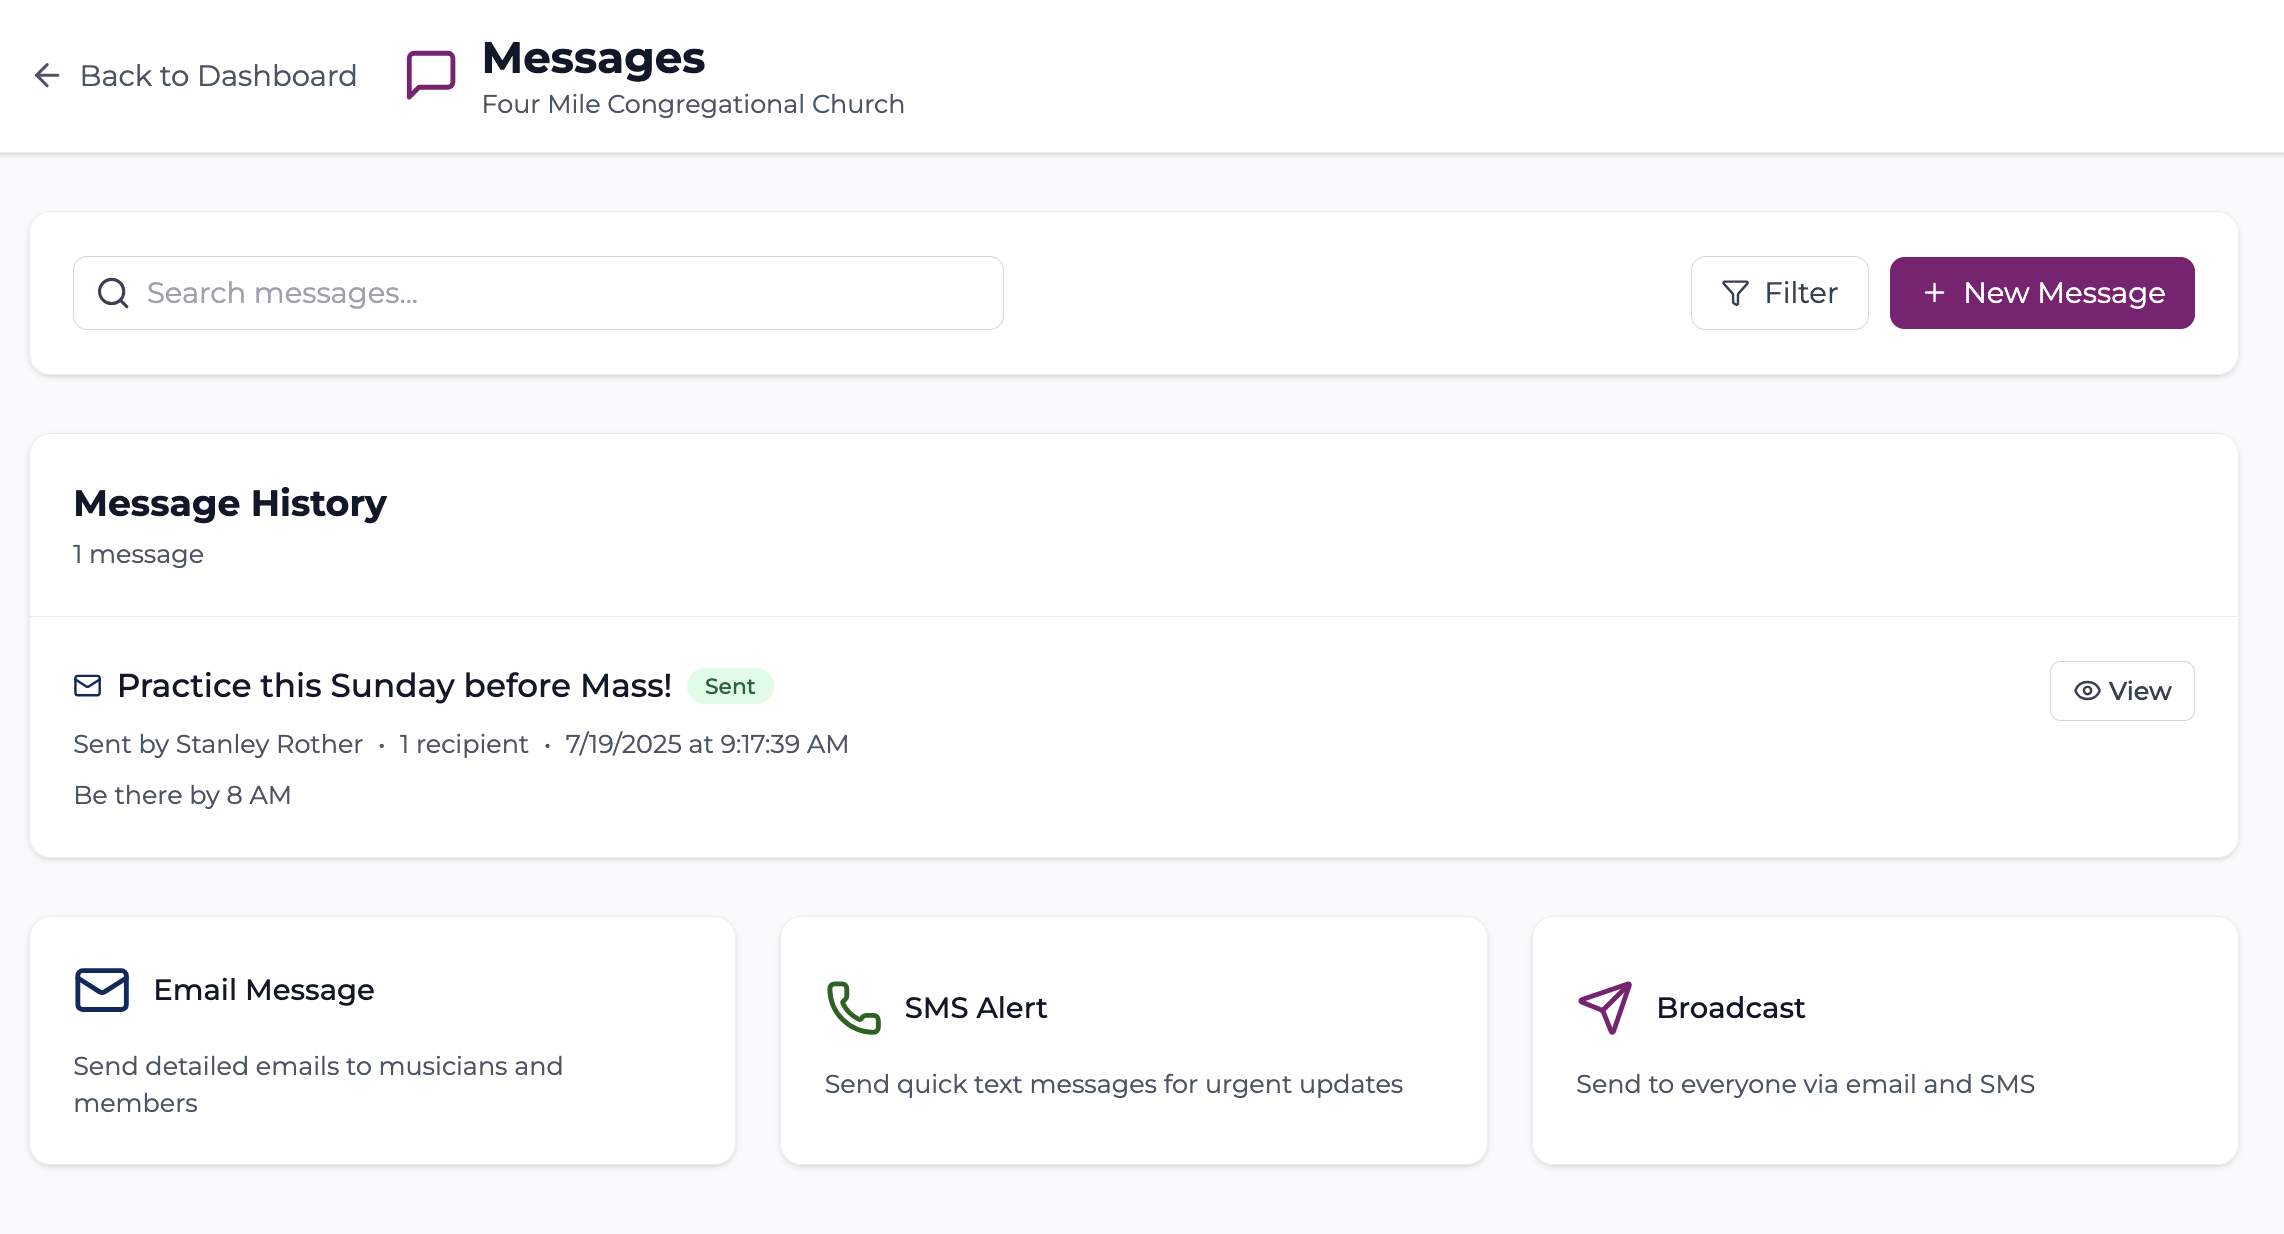 Back to Dashboard
Messages
Four Mile Congregational Church
Search messages...
Filter
New Message
Message History
1 message
Practice this Sunday before Mass! Sent
View
Sent by Stanley Rother • 1 recipient • 7/19/2025 at 9:17:39 AM
Be there by 8 AM
Email Message
Send detailed emails to musicians and
members
SMS Alert
Send quick text messages for urgent updates
Broadcast
Send to everyone via email and SMS